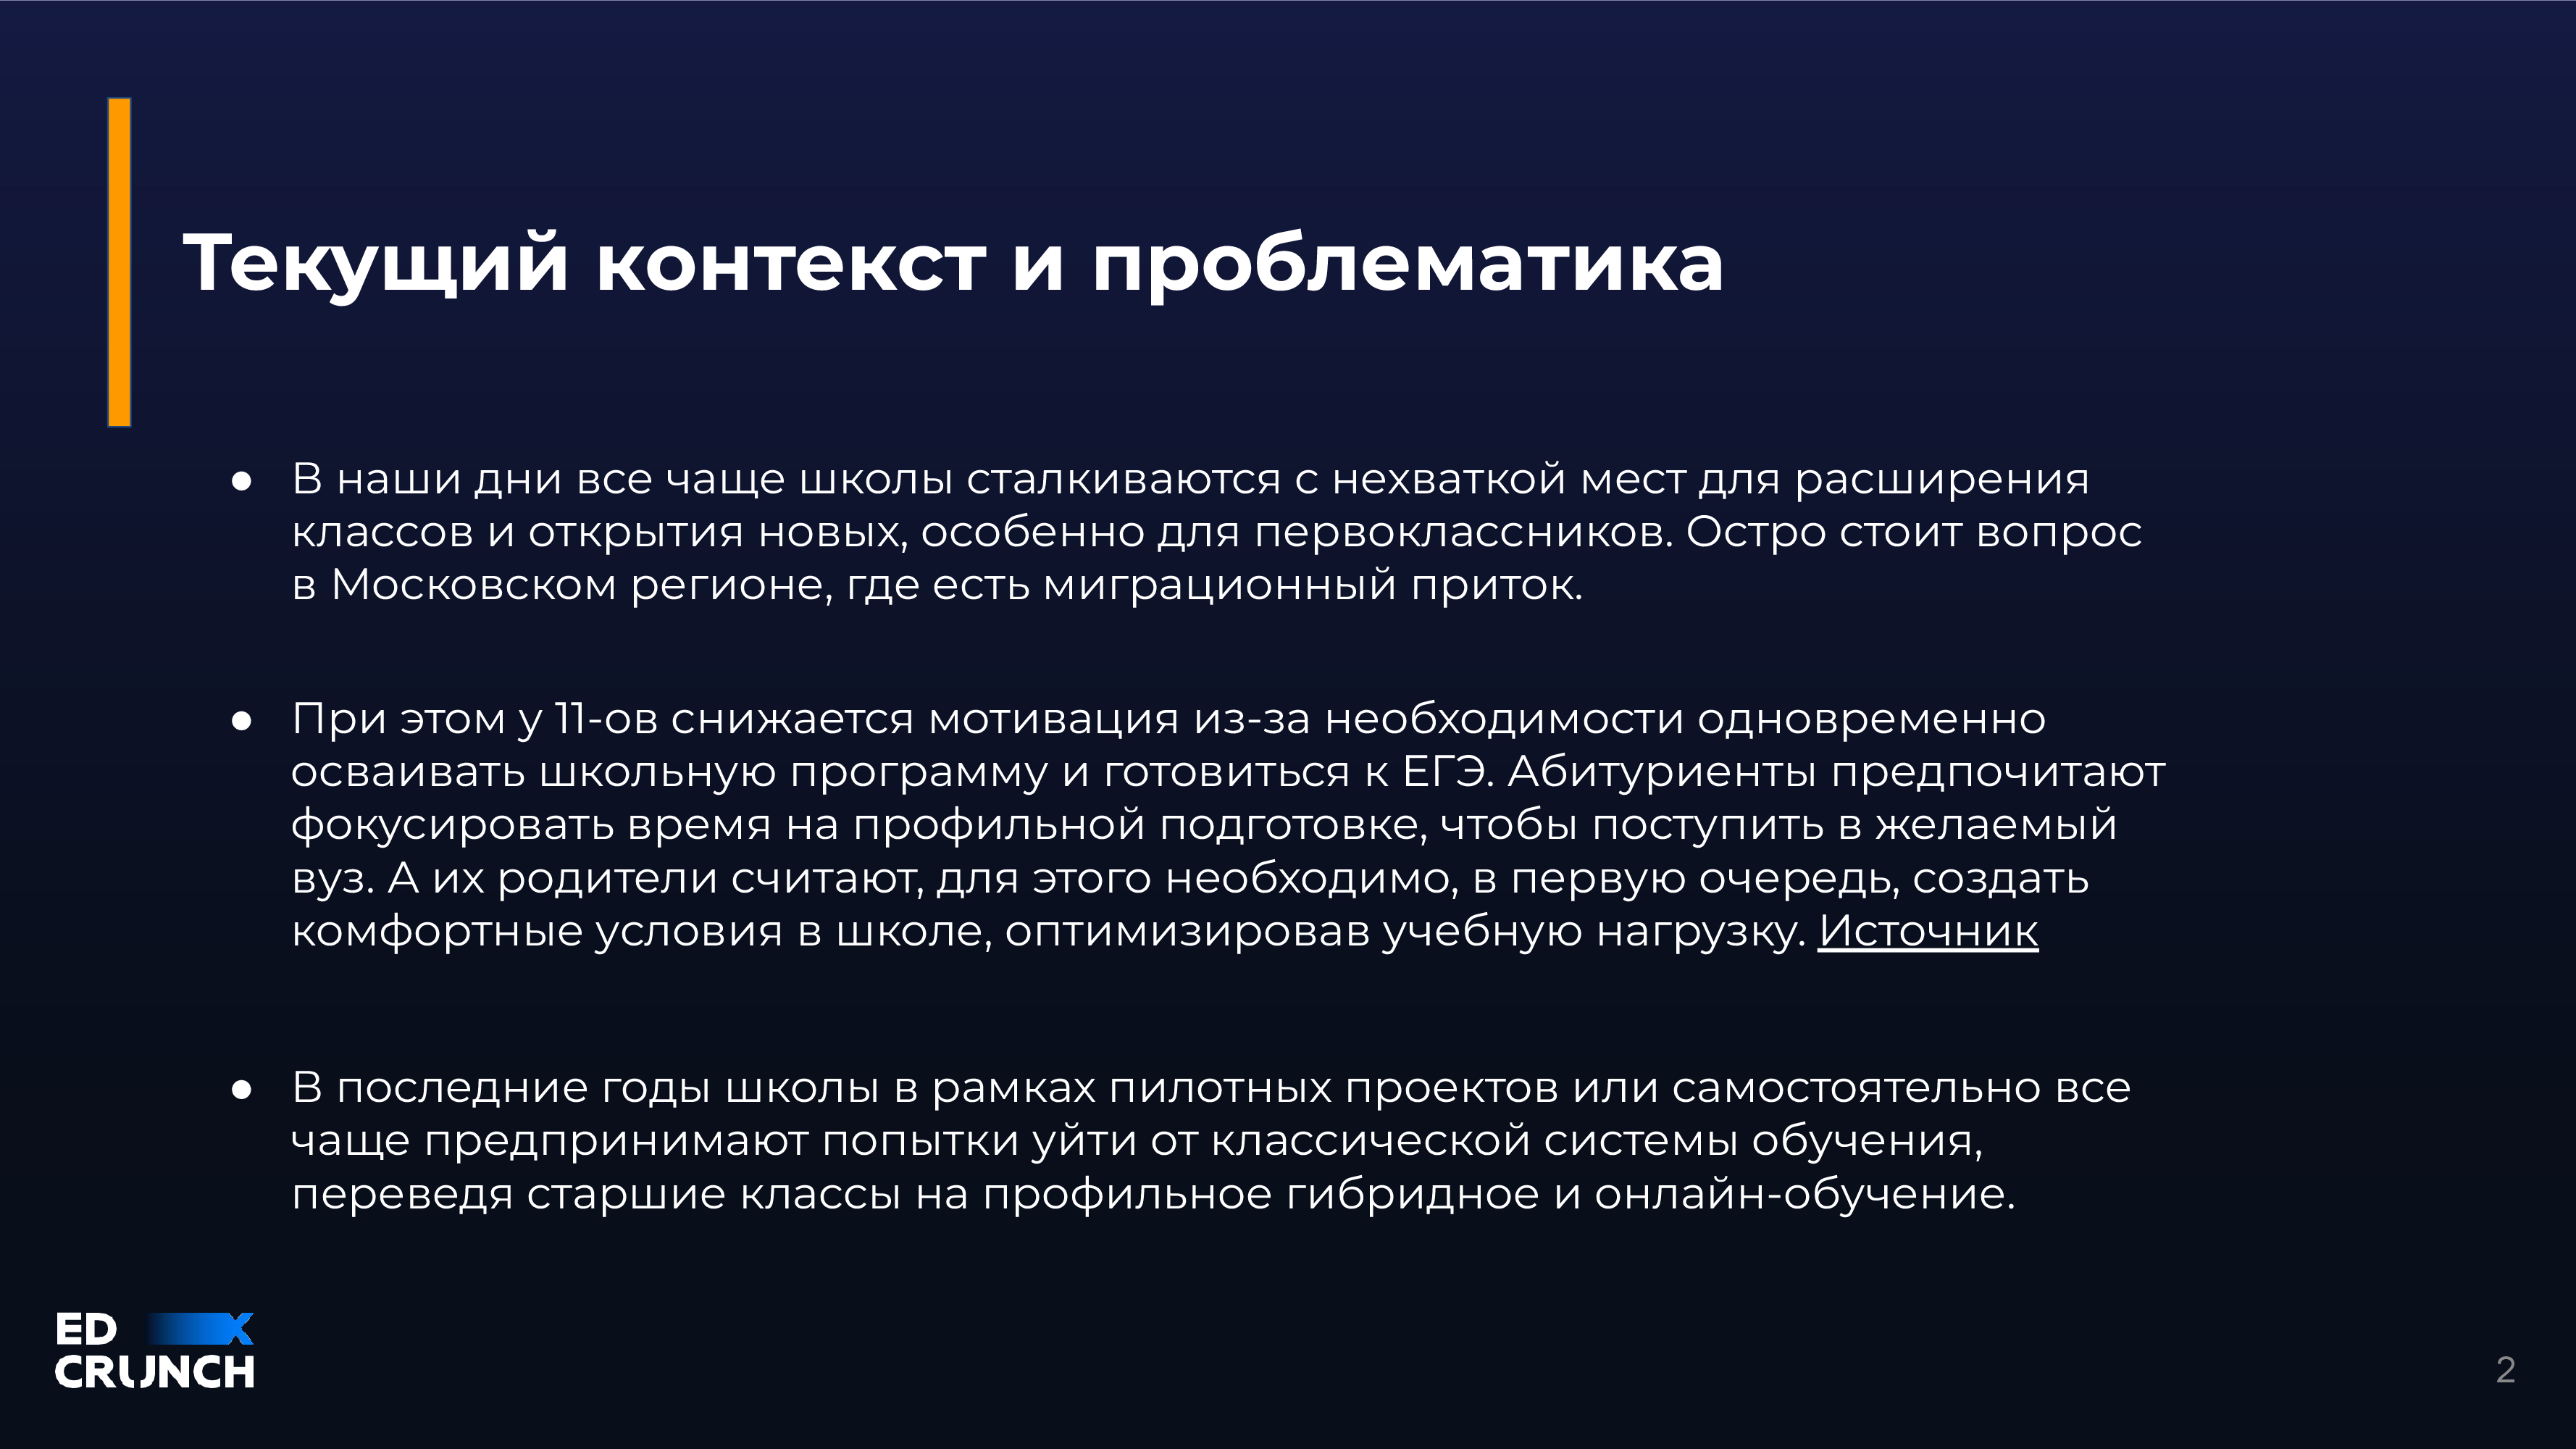 Текущий контекст и проблематика
● В наши дни все чаще школы сталкиваются с нехваткой мест для расширения
классов и открытия новых, особенно для первоклассников. Остро стоит вопрос
в Московском регионе, где есть миграционный приток.
● При этом у 11-ов снижается мотивация из-за необходимости одновременно
осваивать школьную программу и готовиться к ЕГЭ. Абитуриенты предпочитают
фокусировать время на профильной подготовке, чтобы поступить в желаемый
вуз. А их родители считают, для этого необходимо, в первую очередь, создать
комфортные условия в школе, оптимизировав учебную нагрузку. Источник
● В последние годы школы в рамках пилотных проектов или самостоятельно все
чаще предпринимают попытки уйти от классической системы обучения,
переведя старшие классы на профильное гибридное и онлайн-обучение.
ED
CRUNCH
2